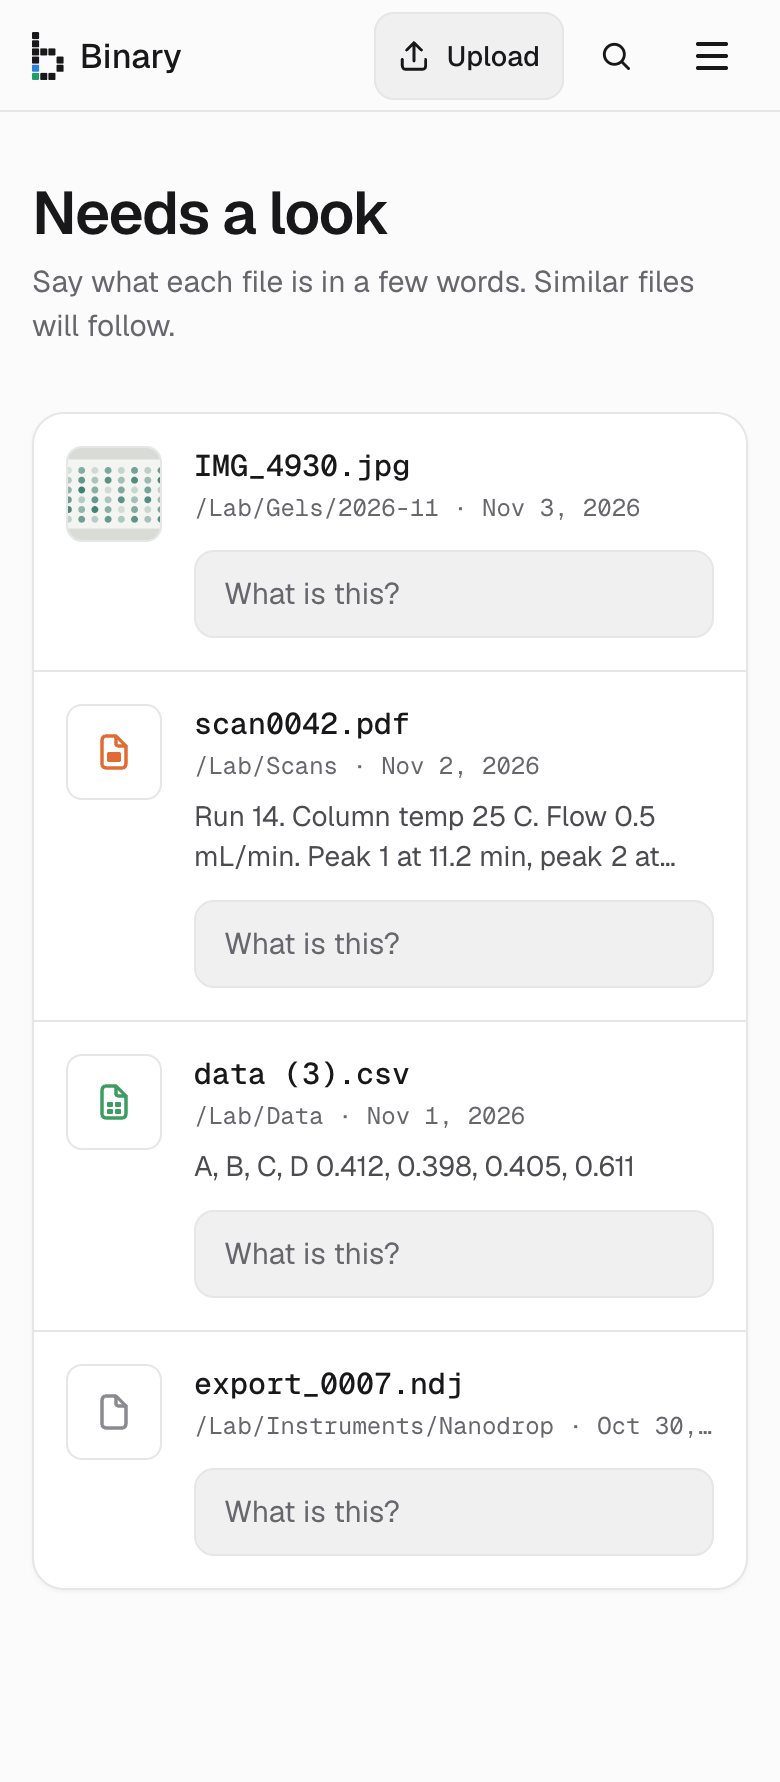 Binary
Upload
Needs a look
Say what each file is in a few words. Similar files
will follow.
IMG_4930.jpg
/Lab/Gels/2026-11 · Nov 3, 2026
What is this?
scan0042.pdf
/Lab/Scans · Nov 2, 2026
Run 14. Column temp 25 C. Flow 0.5
mL/min. Peak 1 at 11.2 min, peak 2 at…
What is this?
data (3).csv
/Lab/Data · Nov 1, 2026
A, B, C, D 0.412, 0.398, 0.405, 0.611
What is this?
export_0007.ndj
/Lab/Instruments/Nanodrop · Oct 30,…
What is this?